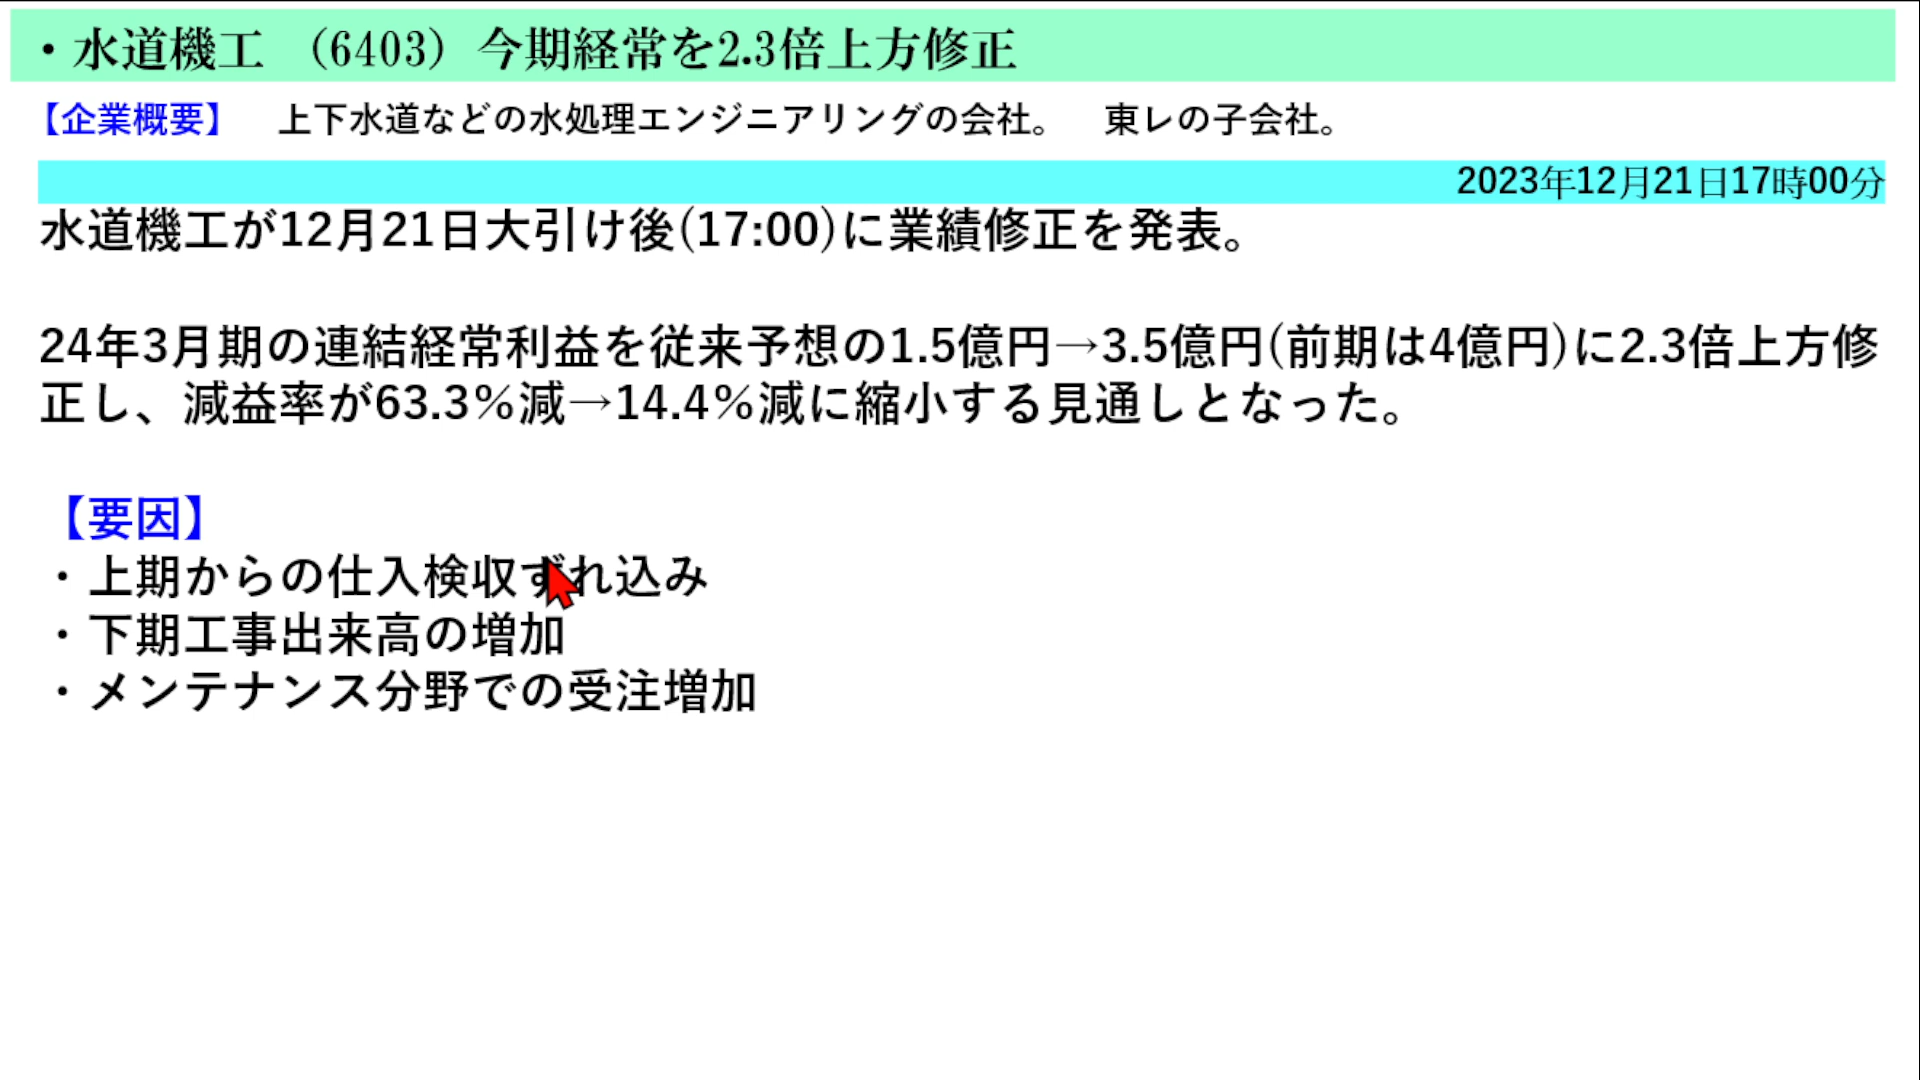 ・水道機工 （6403）今期経常を2.3倍上方修正
【企業概要】 上下水道などの水処理エンジニアリングの会社。 東レの子会社。
2023年12月21日17時00分
水道機工が12月21日大引け後(17:00)に業績修正を発表。
24年3月期の連結経常利益を従来予想の1.5億円→3.5億円(前期は4億円)に2.3倍上方修
正し、減益率が63.3％減→14.4％減に縮小する見通しとなった。
【要因】
・上期からの仕入検収ずれ込み
・下期工事出来高の増加
・メンテナンス分野での受注増加